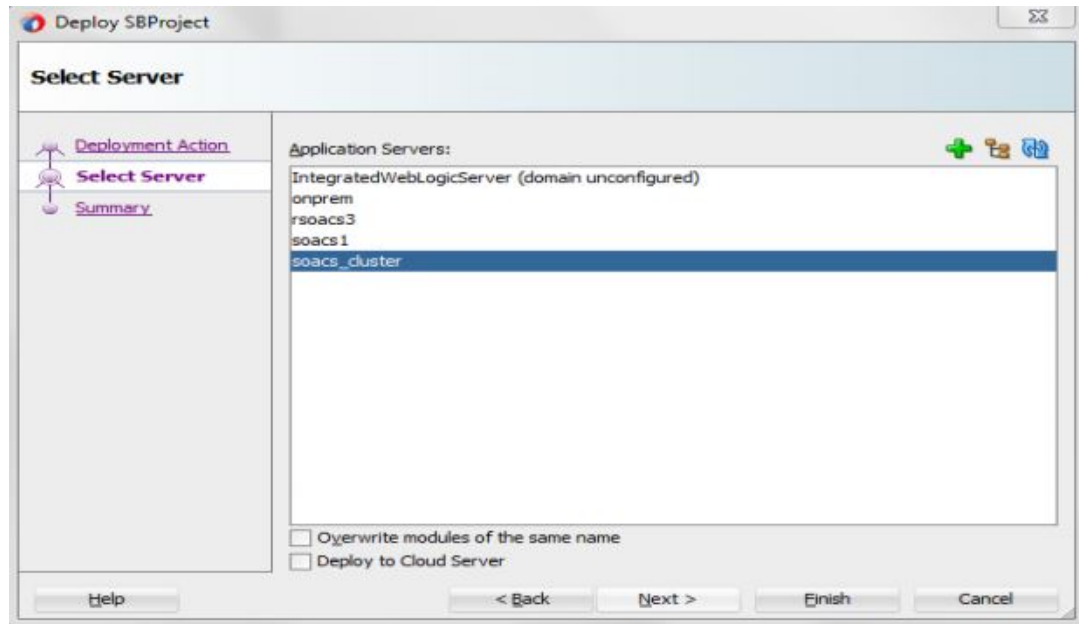 Deploy SBProject
Select Server
Deployment Action
Select Server
Summary
Application Servers:
IntegratedWebLogicServer (domain unconfigured)
onprem
rsoacs3
soacs1
soacs_cluster
Overwrite modules of the same name
Deploy to Cloud Server
Help
< Back
Next >
Finish
Cancel